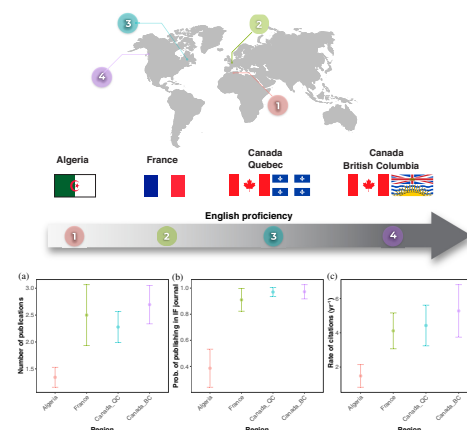 3
2
4
1
Algeria
France
Canada
Quebec
Canada
British Columbia
English proficiency
1
2
3
4
(a)
(b)
(c)
Number of publications
3.0
2.5
2.0
1.5
Algeria
France
Canada_QC
Canada_BC
Region
Prob. of publishing in IF journal
1.0
0.8
0.6
0.4
Algeria
France
Canada_QC
Canada_BC
Region
Rate of citations (yr⁻¹)
6
4
2
Algeria
France
Canada_QC
Canada_BC
Region